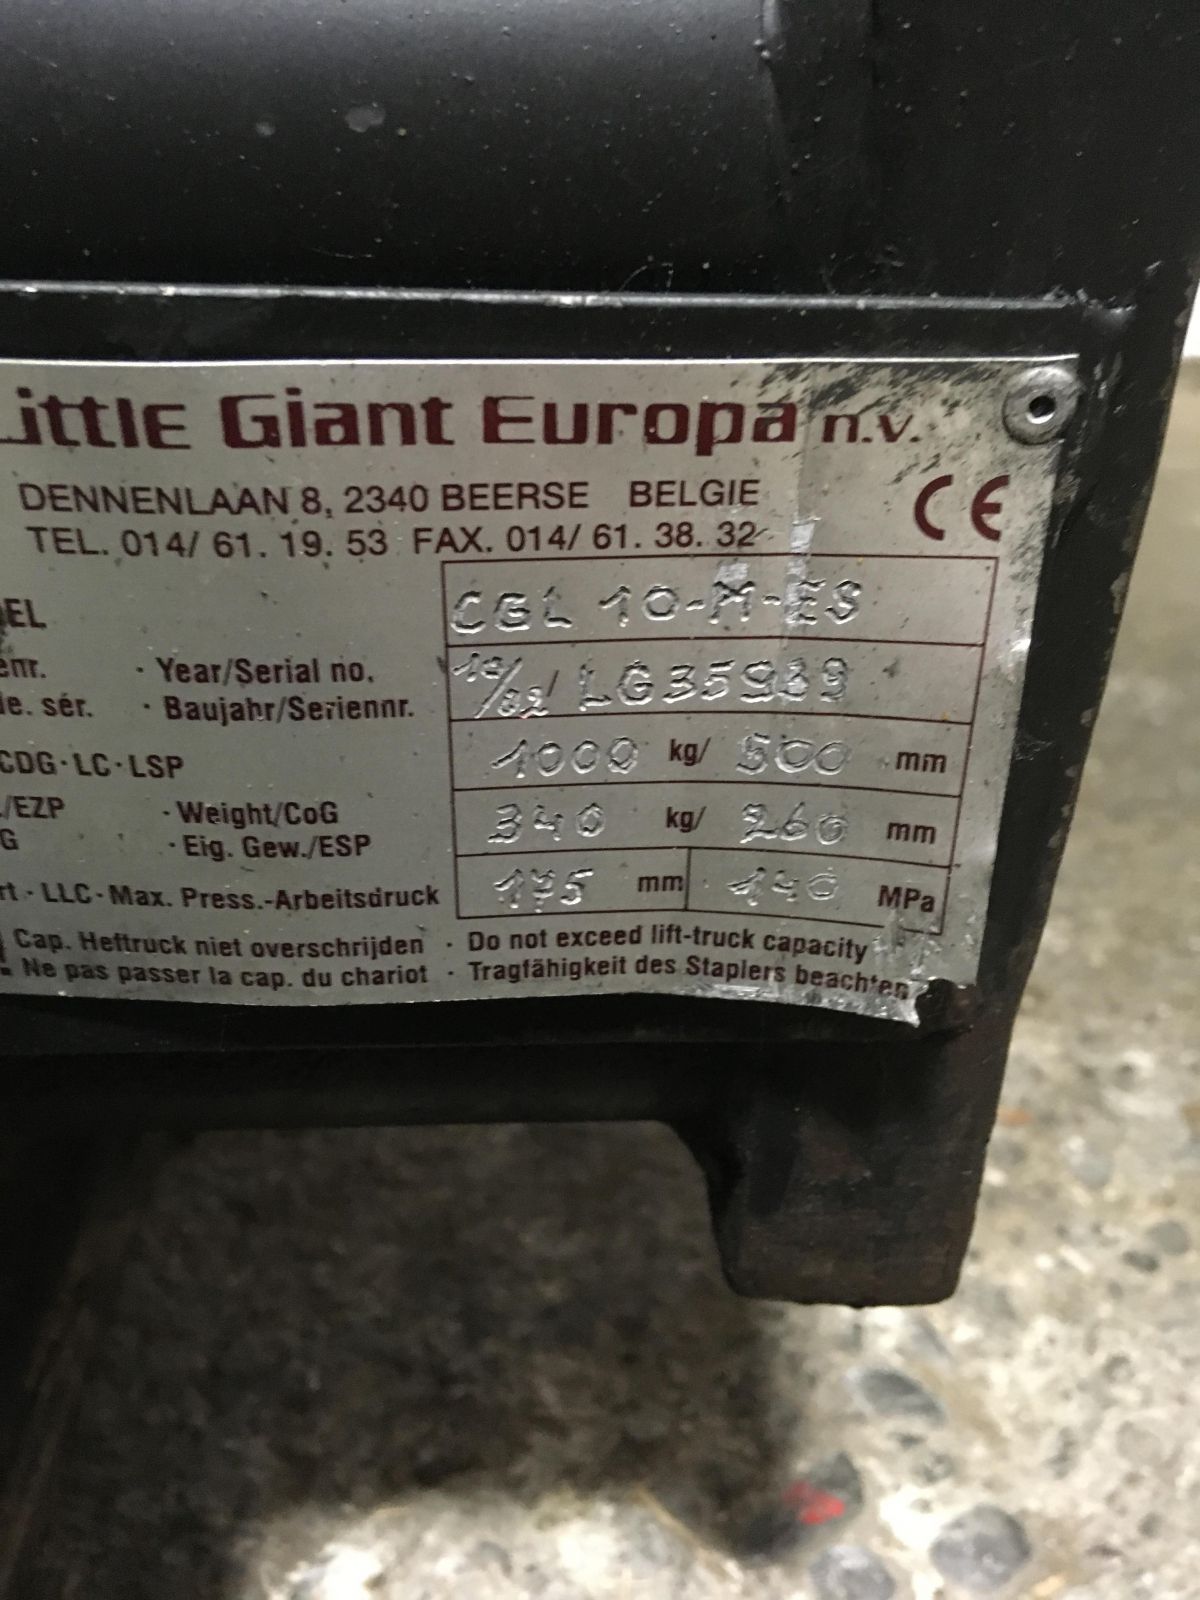 Little Giant Europa n.v.
DENNENLAAN 8, 2340 BEERSE BELGIE
TEL. 014/ 61. 19. 53 FAX. 014/ 61. 38. 32
CE
EL CGL 10-M-ES
enr. · Year/Serial no. LG35989
de. sér. · Baujahr/Seriennr.
CDG·LC·LSP 1000 kg/ 500 mm
./EZP · Weight/CoG 340 kg/ 260 mm
G · Eig. Gew./ESP
rt · LLC · Max. Press.-Arbeitsdruck 175 mm 140 MPa
! Cap. Heftruck niet overschrijden · Do not exceed lift-truck capacity
Ne pas passer la cap. du chariot · Tragfähigkeit des Staplers beachten